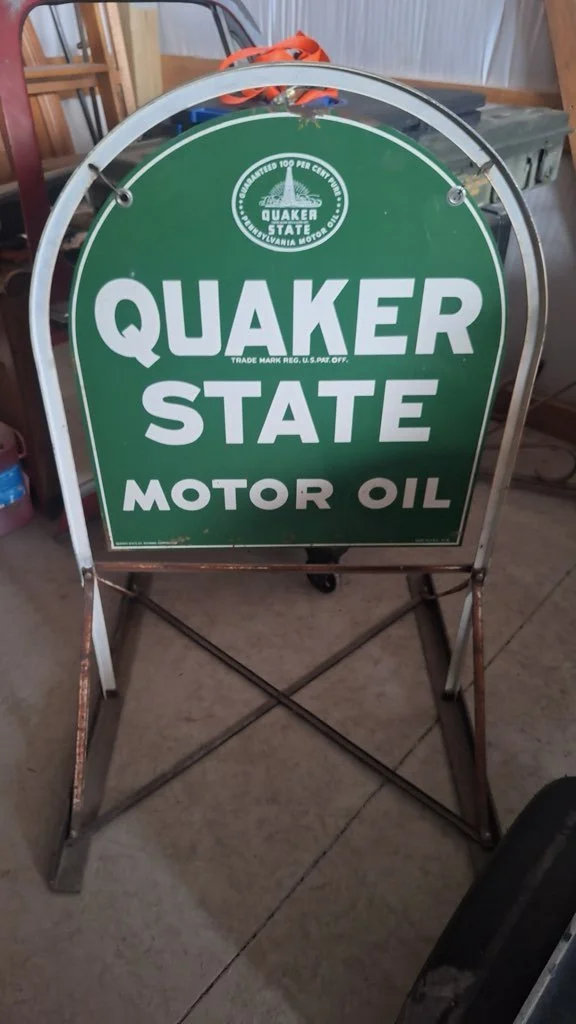 GUARANTEED 100 PER CENT PURE
QUAKER
STATE
PENNSYLVANIA MOTOR OIL
QUAKER
TRADE MARK REG. U.S. PAT. OFF.
STATE
MOTOR OIL